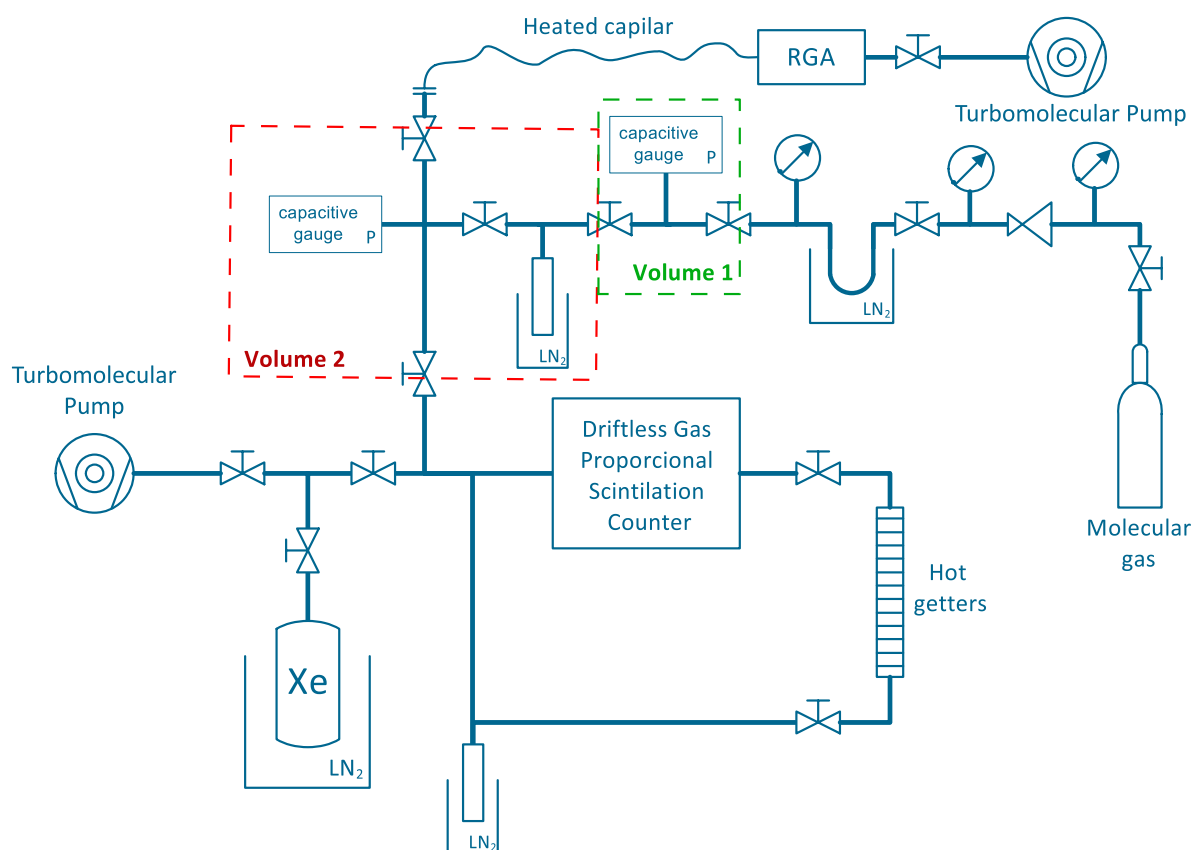 Heated capilar
RGA
Turbomolecular Pump
capacitive
gauge P
capacitive
gauge P
Volume 1
LN2
LN2
Volume 2
Turbomolecular
Pump
Driftless Gas
Proporcional
Scintilation
Counter
Molecular
gas
Hot
getters
Xe
LN2
LN2